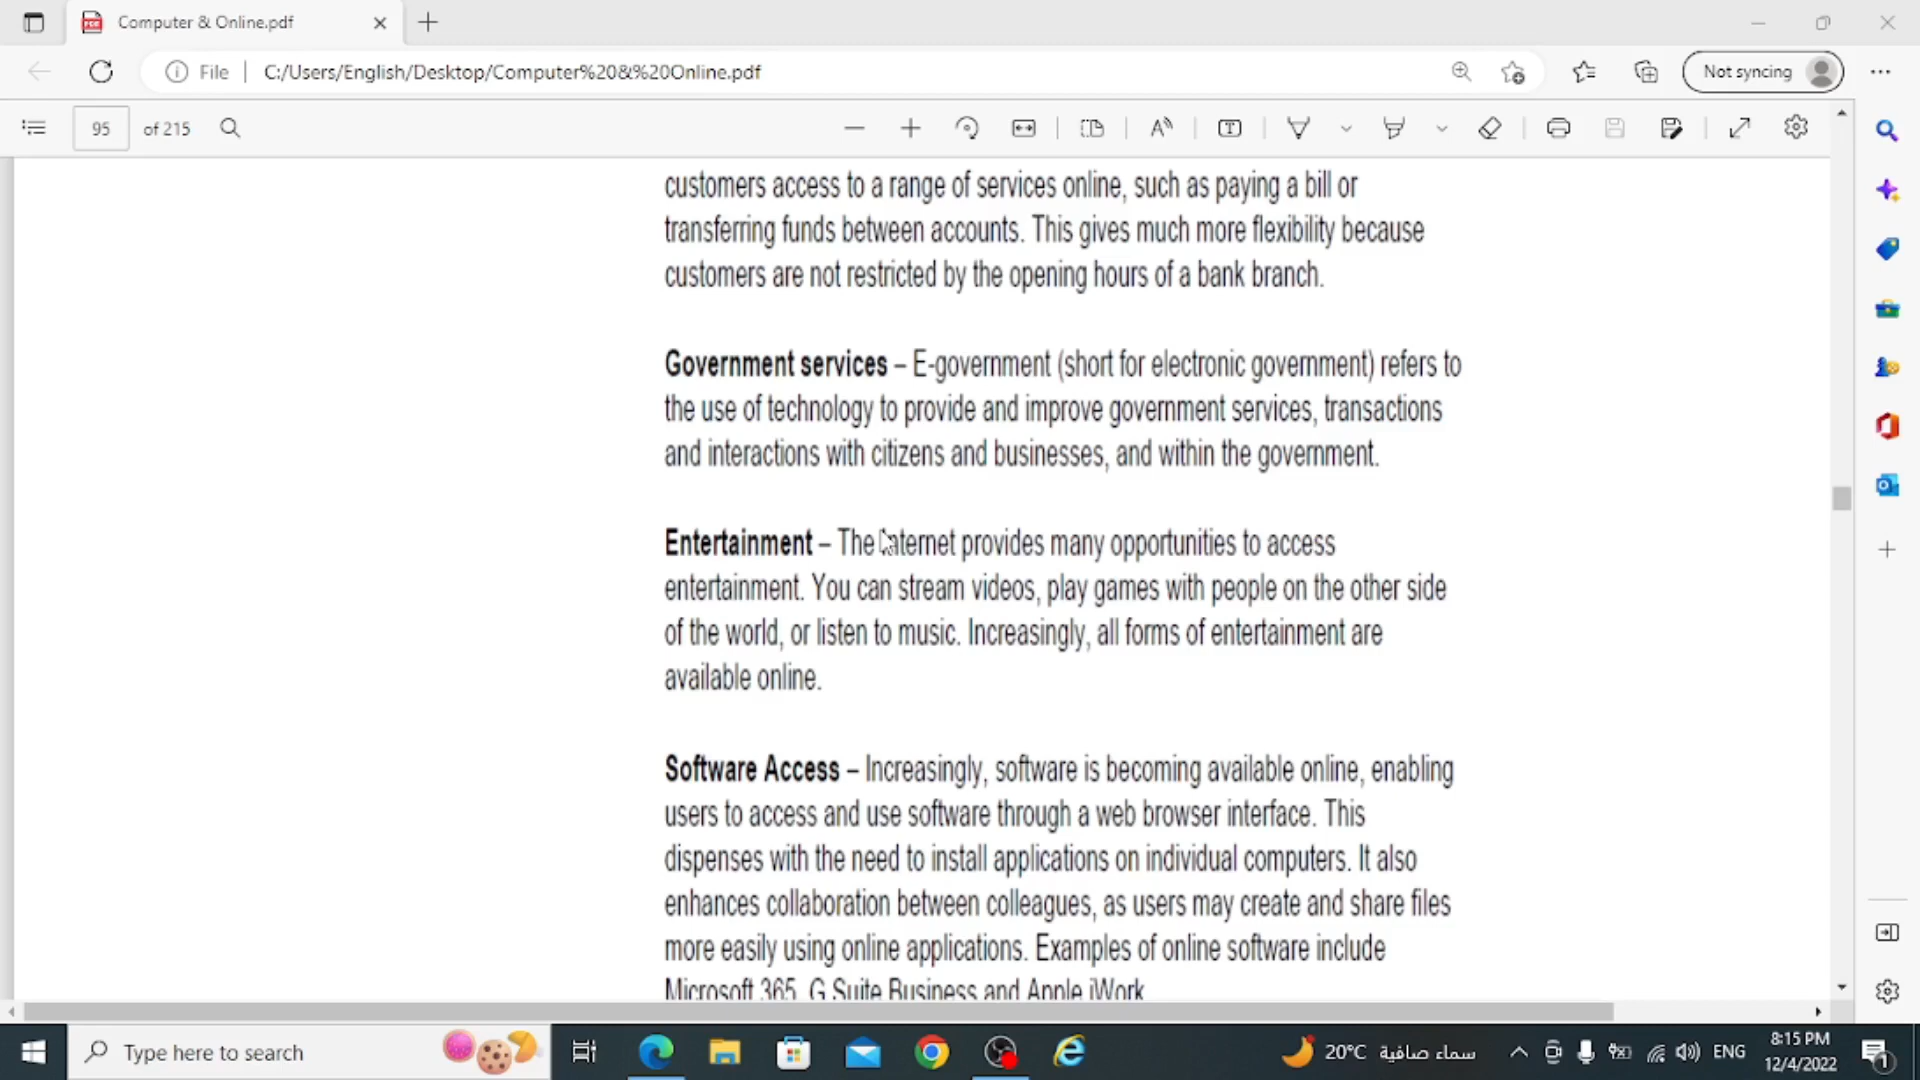 Computer & Online.pdf
File
C:/Users/English/Desktop/Computer%20&%20Online.pdf
Not syncing
95 of 215
customers access to a range of services online, such as paying a bill or
transferring funds between accounts. This gives much more flexibility because
customers are not restricted by the opening hours of a bank branch.
Government services – E-government (short for electronic government) refers to
the use of technology to provide and improve government services, transactions
and interactions with citizens and businesses, and within the government.
Entertainment – The Internet provides many opportunities to access
entertainment. You can stream videos, play games with people on the other side
of the world, or listen to music. Increasingly, all forms of entertainment are
available online.
Software Access – Increasingly, software is becoming available online, enabling
users to access and use software through a web browser interface. This
dispenses with the need to install applications on individual computers. It also
enhances collaboration between colleagues, as users may create and share files
more easily using online applications. Examples of online software include
Microsoft 365, G Suite Business and Apple iWork
Type here to search
20°C سماء صافية
ENG
8:15 PM
12/4/2022
1